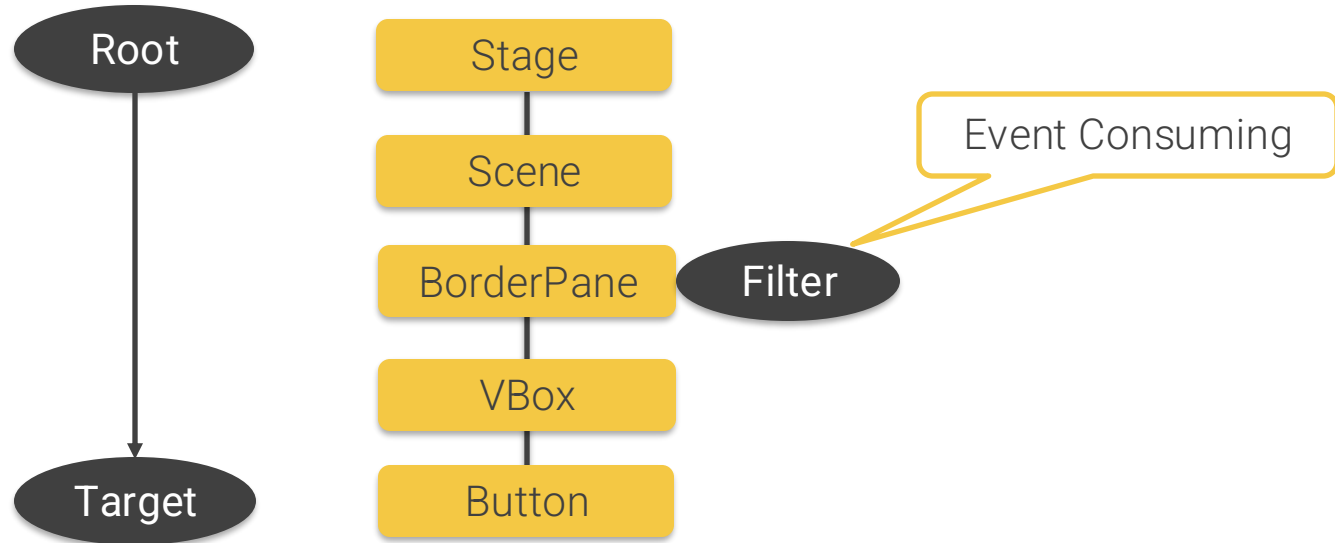 Root
Stage
Event Consuming
Scene
BorderPane
Filter
VBox
Target
Button